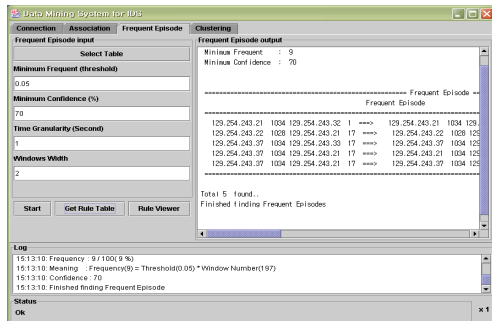 Data Mining System for IDS
Connection Association Frequent Episode Clustering
Frequent Episode input
Select Table
Minimum Frequent (threshold)
0.05
Minimum Confidence (%)
70
Time Granularity (Second)
1
Windows Width
2
Start Get Rule Table Rule Viewer
Frequent Episode output
Minimum Frequent : 9
Minimum Confidence : 70
==================================== Frequent Episode ==
Frequent Episode
129.254.243.21 1034 129.254.243.32 1 ===> 129.254.243.21 1034 129.
129.254.243.22 1028 129.254.243.21 17 ===> 129.254.243.22 1028 129
129.254.243.37 1034 129.254.243.33 17 ===> 129.254.243.37 1034 129
129.254.243.37 1034 129.254.243.21 17 ===> 129.254.243.21 1034 129
129.254.243.37 1034 129.254.243.21 17 ===> 129.254.243.37 1034 129
Total 5 found..
Finished finding Frequent Episodes
Log
15:13:10: Frequency : 9 / 100( 9 %)
15:13:10: Meaning : Frequency(9) = Threshold(0.05) * Window Number(197)
15:13:10: Confidence : 70
15:13:10: Finished finding Frequent Episode
Status
Ok
x 1